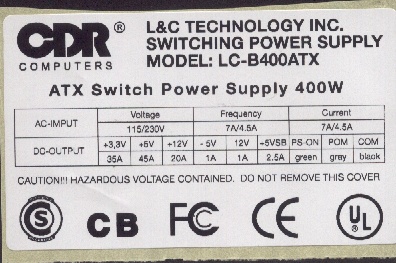 CDR®
COMPUTERS
L&C TECHNOLOGY INC.
SWITCHING POWER SUPPLY
MODEL: LC-B400ATX
ATX Switch Power Supply 400W
AC-IMPUT Voltage Frequency Current
115/230V 7A/4.5A 7A/4.5A
DC-OUTPUT +3,3V +5V +12V -5V 12V +5VSB PS-ON POM COM
35A 45A 20A 1A 1A 2.5A green gray black
CAUTION!!! HAZARDOUS VOLTAGE CONTAINED. DO NOT REMOVE THIS COVER
S CB FC CE UL®